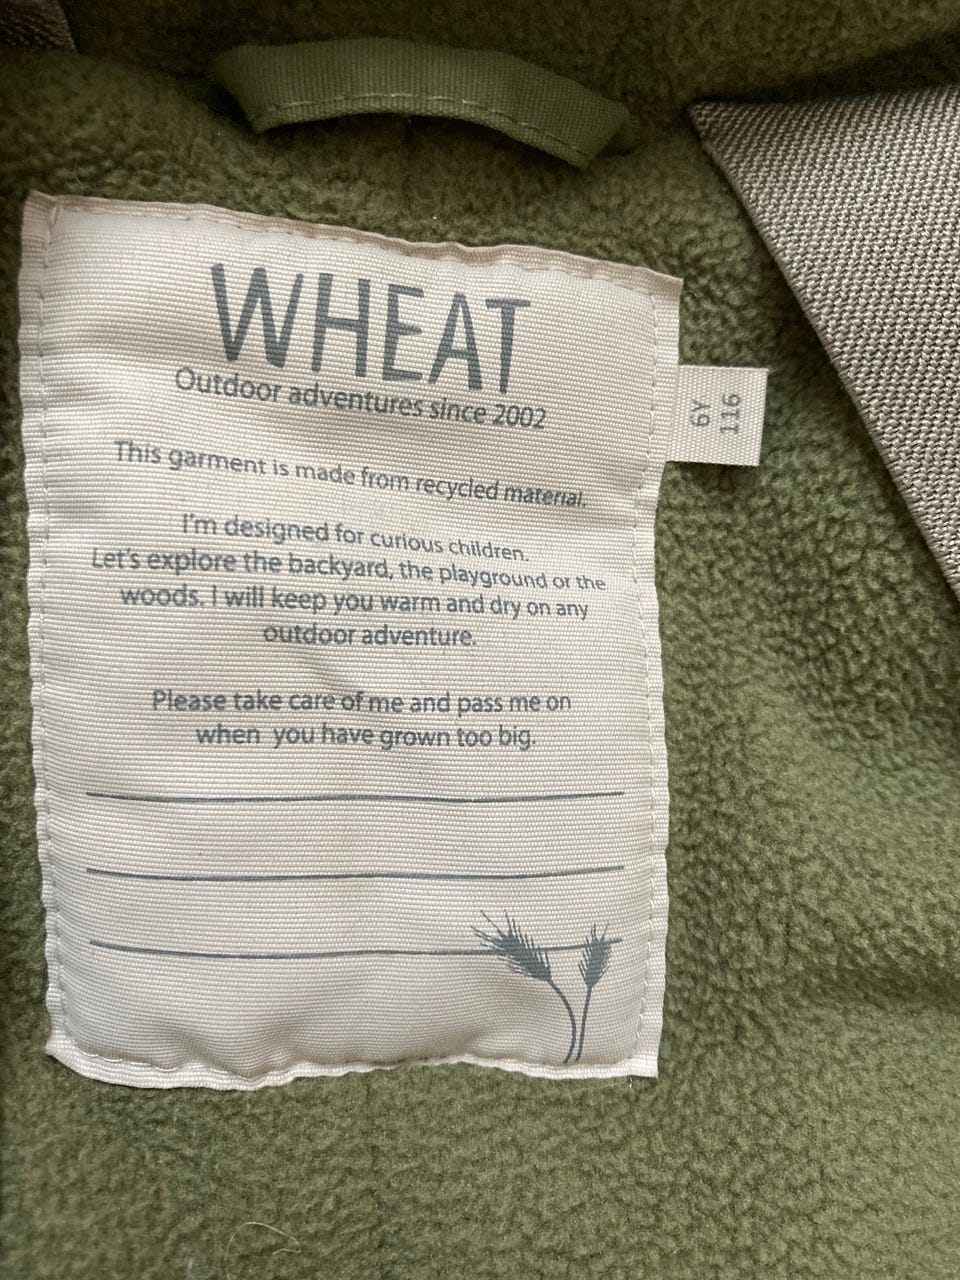 WHEAT
Outdoor adventures since 2002
6Y
116
This garment is made from recycled material.
I'm designed for curious children.
Let's explore the backyard, the playground or the
woods. I will keep you warm and dry on any
outdoor adventure.
Please take care of me and pass me on
when you have grown too big.